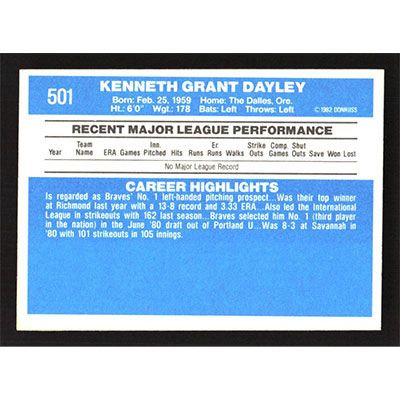 501
KENNETH GRANT DAYLEY
Born: Feb. 25, 1959 Home: The Dalles, Ore.
Ht.: 6'0" Wgt.: 178 Bats: Left Throws: Left
© 1982 DONRUSS
RECENT MAJOR LEAGUE PERFORMANCE
Year Team Name ERA Games Inn. Pitched Hits Runs Er. Runs Walks Strike Outs Comp. Games Shut Outs Save Won Lost
No Major League Record
CAREER HIGHLIGHTS
Is regarded as Braves' No. 1 left-handed pitching prospect...Was their top winner
at Richmond last year with a 13-8 record and 3.33 ERA...Also led the International
League in strikeouts with 162 last season...Braves selected him No. 1 (third player
in the nation) in the June '80 draft out of Portland U...Was 8-3 at Savannah in
'80 with 101 strikeouts in 105 innings.